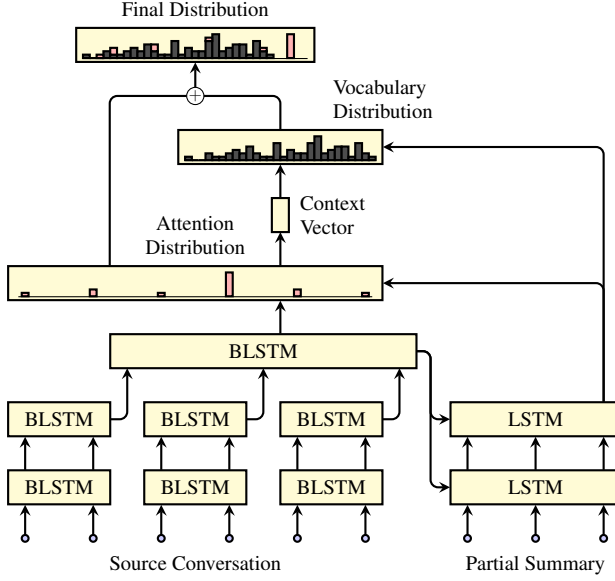 Final Distribution
+
Vocabulary
Distribution
Context
Vector
Attention
Distribution
BLSTM
BLSTM
BLSTM
BLSTM
LSTM
BLSTM
BLSTM
BLSTM
LSTM
Source Conversation
Partial Summary